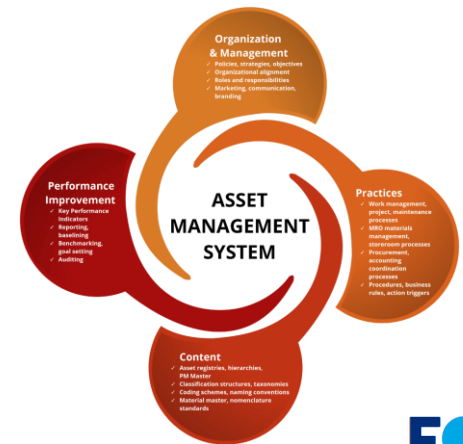 Organization
& Management
✓ Policies, strategies, objectives
✓ Organizational alignment
✓ Roles and responsibilities
✓ Marketing, communication,
branding
Performance
Improvement
✓ Key Performance
Indicators
✓ Reporting,
baselining
✓ Benchmarking,
goal setting
✓ Auditing
ASSET
MANAGEMENT
SYSTEM
Practices
✓ Work management,
project, maintenance
processes
✓ MRO materials
management,
storeroom processes
✓ Procurement,
accounting
coordination
processes
✓ Procedures, business
rules, action triggers
Content
✓ Asset registries, hierarchies,
PM Master
✓ Classification structures, taxonomies
✓ Coding schemes, naming conventions
✓ Material master, nomenclature
standards